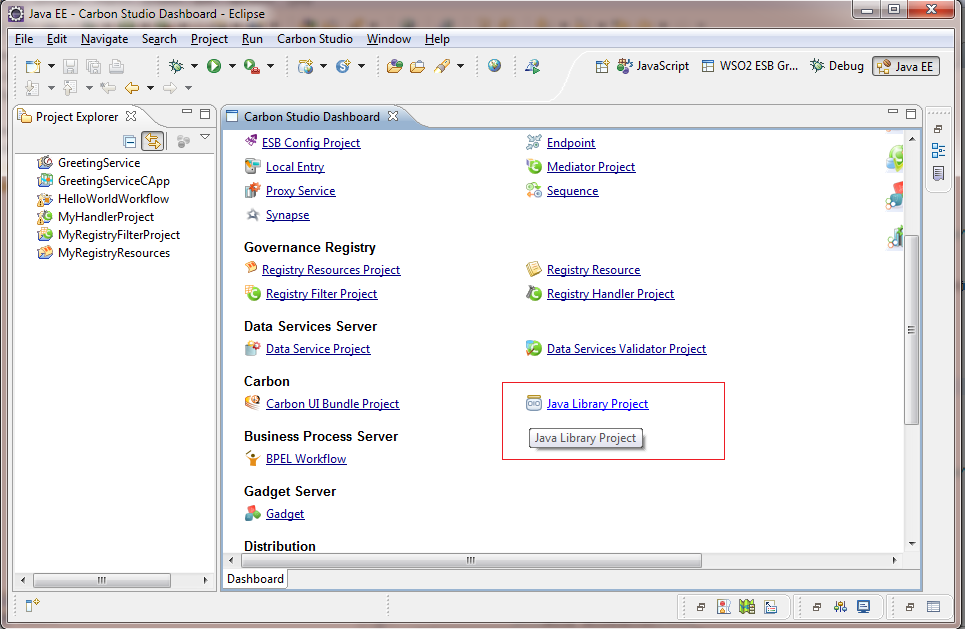 Java EE - Carbon Studio Dashboard - Eclipse
File Edit Navigate Search Project Run Carbon Studio Window Help
JavaScript WSO2 ESB Gr... Debug Java EE
Project Explorer
GreetingService
GreetingServiceCApp
HelloWorldWorkflow
MyHandlerProject
MyRegistryFilterProject
MyRegistryResources
Carbon Studio Dashboard
ESB Config Project Endpoint
Local Entry Mediator Project
Proxy Service Sequence
Synapse
Governance Registry
Registry Resources Project Registry Resource
Registry Filter Project Registry Handler Project
Data Services Server
Data Service Project Data Services Validator Project
Carbon
Carbon UI Bundle Project Java Library Project
Java Library Project
Business Process Server
BPEL Workflow
Gadget Server
Gadget
Distribution
Dashboard